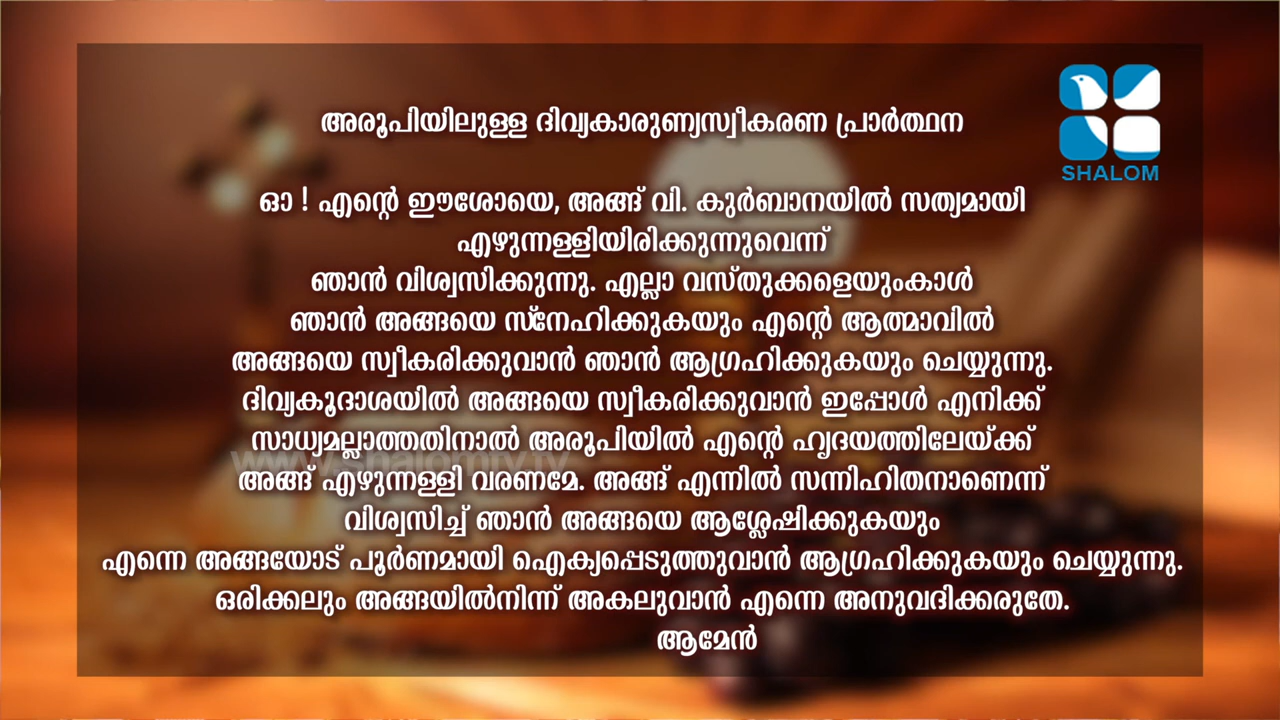 അരൂപിയിലുള്ള ദിവ്യകാരുണ്യസ്വീകരണ പ്രാർത്ഥന
SHALOM
ഓ ! എന്റെ ഈശോയെ, അങ്ങ് വി. കുർബാനയിൽ സത്യമായി
എഴുന്നള്ളിയിരിക്കുന്നുവെന്ന്
ഞാൻ വിശ്വസിക്കുന്നു. എല്ലാ വസ്തുക്കളെയുംകാൾ
ഞാൻ അങ്ങയെ സ്നേഹിക്കുകയും എന്റെ ആത്മാവിൽ
അങ്ങയെ സ്വീകരിക്കുവാൻ ഞാൻ ആഗ്രഹിക്കുകയും ചെയ്യുന്നു.
ദിവ്യകൂദാശയിൽ അങ്ങയെ സ്വീകരിക്കുവാൻ ഇപ്പോൾ എനിക്ക്
സാധ്യമല്ലാത്തതിനാൽ അരൂപിയിൽ എന്റെ ഹൃദയത്തിലേയ്ക്ക്
www.shalomtv.tv
അങ്ങ് എഴുന്നള്ളി വരണമേ. അങ്ങ് എന്നിൽ സന്നിഹിതനാണെന്ന്
വിശ്വസിച്ച് ഞാൻ അങ്ങയെ ആശ്ലേഷിക്കുകയും
എന്നെ അങ്ങയോട് പൂർണമായി ഐക്യപ്പെടുത്തുവാൻ ആഗ്രഹിക്കുകയും ചെയ്യുന്നു.
ഒരിക്കലും അങ്ങയിൽനിന്ന് അകലുവാൻ എന്നെ അനുവദിക്കരുതേ.
ആമേൻ